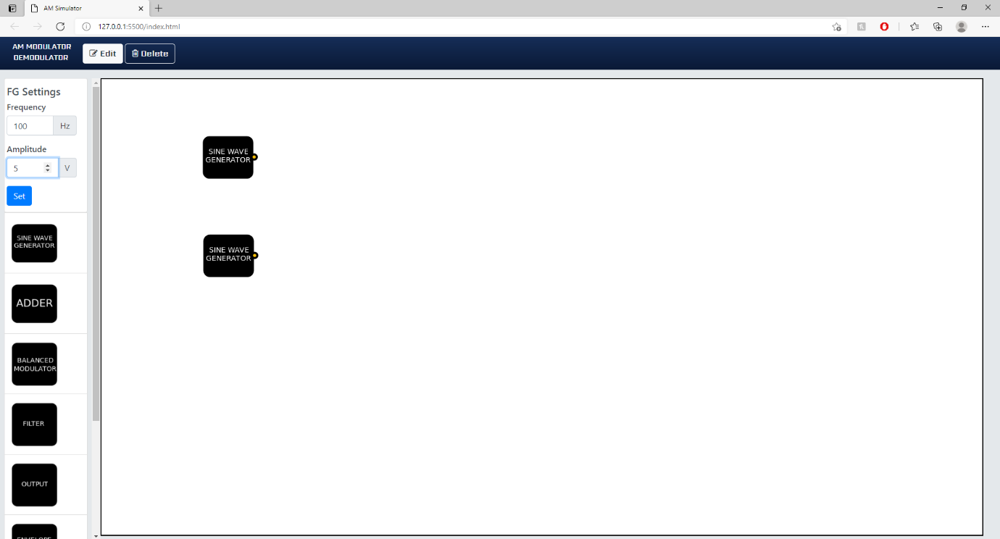 AM Simulator
127.0.0.1:5500/index.html
AM MODULATOR
DEMODULATOR
Edit
Delete
FG Settings
Frequency
100
Hz
Amplitude
5
V
Set
SINE WAVE
GENERATOR
ADDER
BALANCED
MODULATOR
FILTER
OUTPUT
ENVELOPE
SINE WAVE
GENERATOR
SINE WAVE
GENERATOR